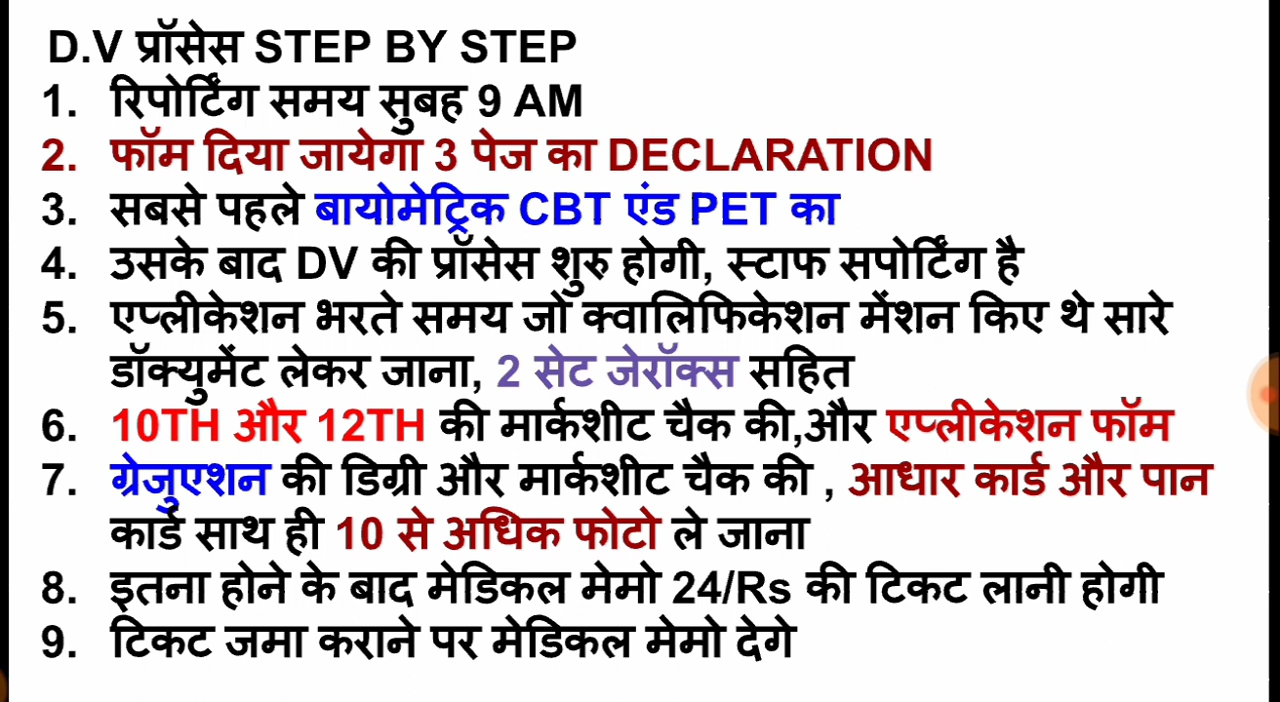 D.V प्रॉसेस STEP BY STEP
1. रिपोर्टिंग समय सुबह 9 AM
2. फॉम दिया जायेगा 3 पेज का DECLARATION
3. सबसे पहले बायोमेट्रिक CBT एंड PET का
4. उसके बाद DV की प्रॉसेस शुरु होगी, स्टाफ सपोर्टिंग है
5. एप्लीकेशन भरते समय जो क्वालिफिकेशन मेंशन किए थे सारे
डॉक्युमेंट लेकर जाना, 2 सेट जेरॉक्स सहित
6. 10TH और 12TH की मार्कशीट चैक की,और एप्लीकेशन फॉम
7. ग्रेजुएशन की डिग्री और मार्कशीट चैक की , आधार कार्ड और पान
कार्ड साथ ही 10 से अधिक फोटो ले जाना
8. इतना होने के बाद मेडिकल मेमो 24/Rs की टिकट लानी होगी
9. टिकट जमा कराने पर मेडिकल मेमो देगे